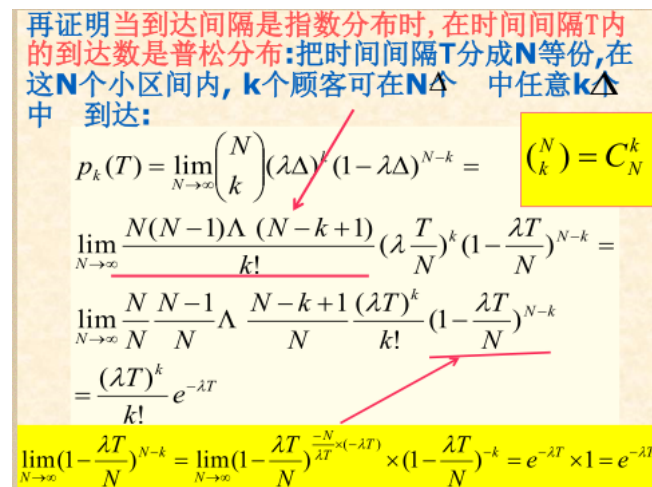 再证明当到达间隔是指数分布时,在时间间隔T内
的到达数是普松分布:把时间间隔T分成N等份,在
这N个小区间内, k个顾客可在N个Δ中任意k个Δ
中 到达:
p_k(T) = lim_{N→∞} (N k) (λΔ)^k (1−λΔ)^{N−k} =
(^N_k) = C_N^k
lim_{N→∞} N(N−1)Λ (N−k+1) / k! (λ T/N)^k (1 − λT/N)^{N−k} =
lim_{N→∞} N/N N−1/N Λ N−k+1/N (λT)^k/k! (1 − λT/N)^{N−k}
= (λT)^k/k! e^{−λT}
lim_{N→∞} (1 − λT/N)^{N−k} = lim_{N→∞} (1 − λT/N)^{−N/λT ×(−λT)} × (1 − λT/N)^{−k} = e^{−λT} × 1 = e^{−λT}